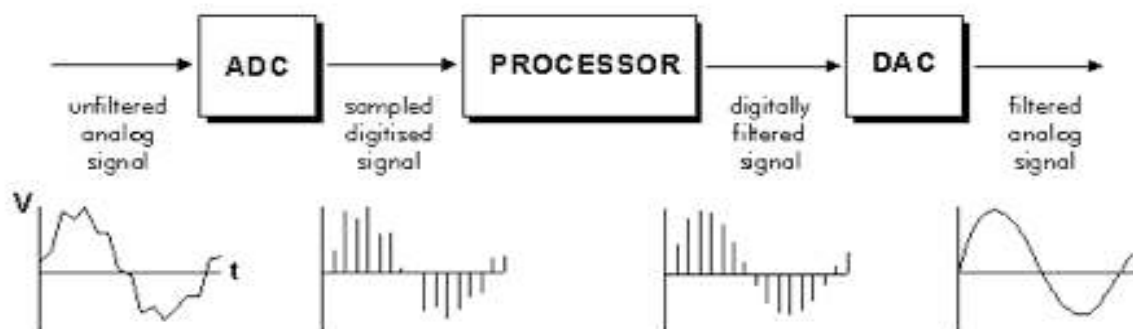 ADC
PROCESSOR
DAC
unfiltered
analog
signal
sampled
digitised
signal
digitally
filtered
signal
filtered
analog
signal
V
t